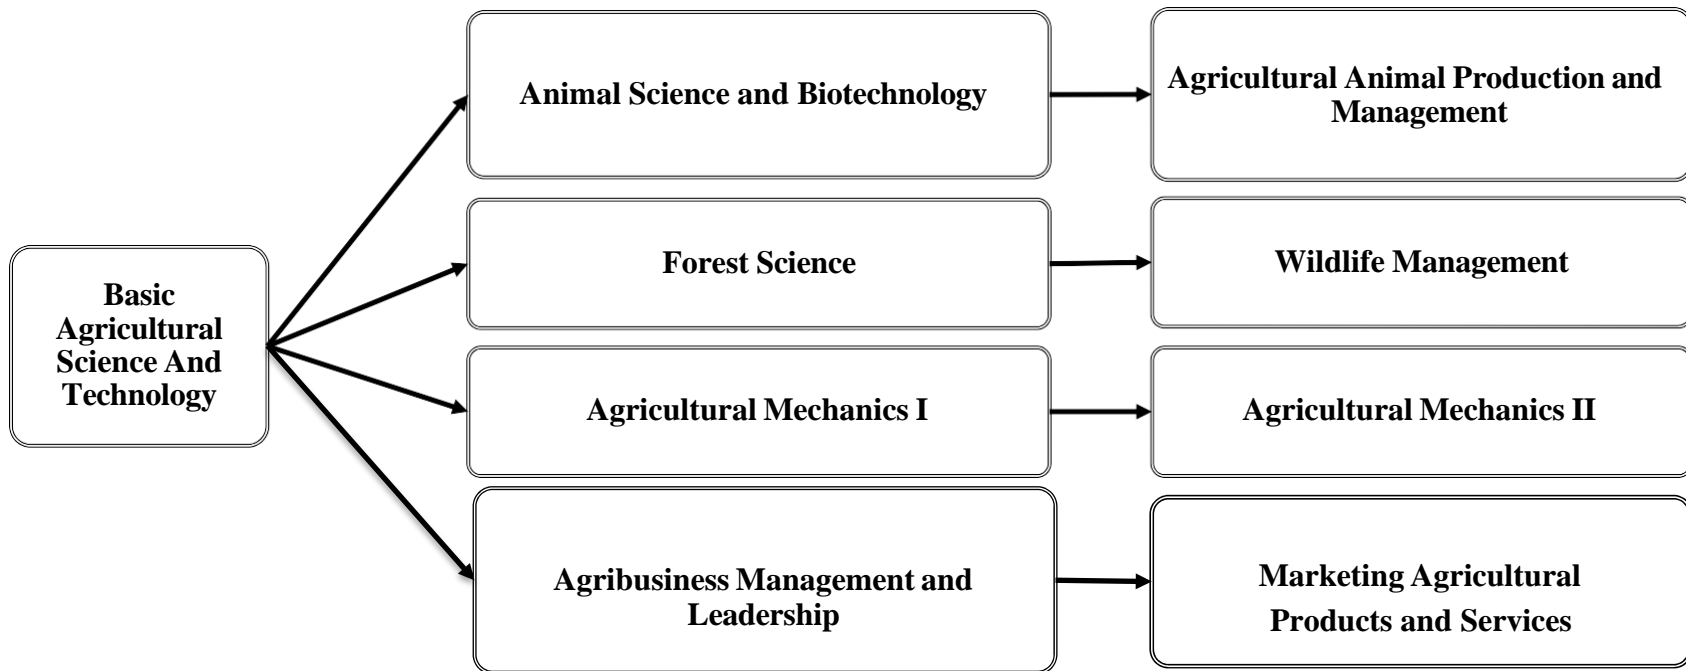 Basic
Agricultural
Science And
Technology
Animal Science and Biotechnology
Agricultural Animal Production and
Management
Forest Science
Wildlife Management
Agricultural Mechanics I
Agricultural Mechanics II
Agribusiness Management and
Leadership
Marketing Agricultural
Products and Services